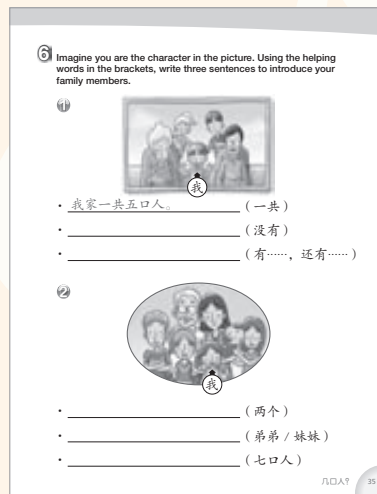 6 Imagine you are the character in the picture. Using the helping
words in the brackets, write three sentences to introduce your
family members.
1
我
· 我家一共五口人。 （一共）
· （没有）
· （有……，还有……）
2
我
· （两个）
· （弟弟 / 妹妹）
· （七口人）
几口人? 35